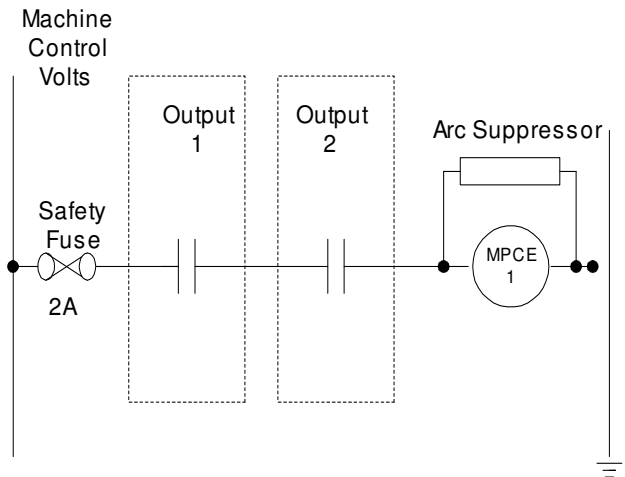 Machine
Control
Volts
Output
1
Output
2
Arc Suppressor
Safety
Fuse
2A
MPCE
1